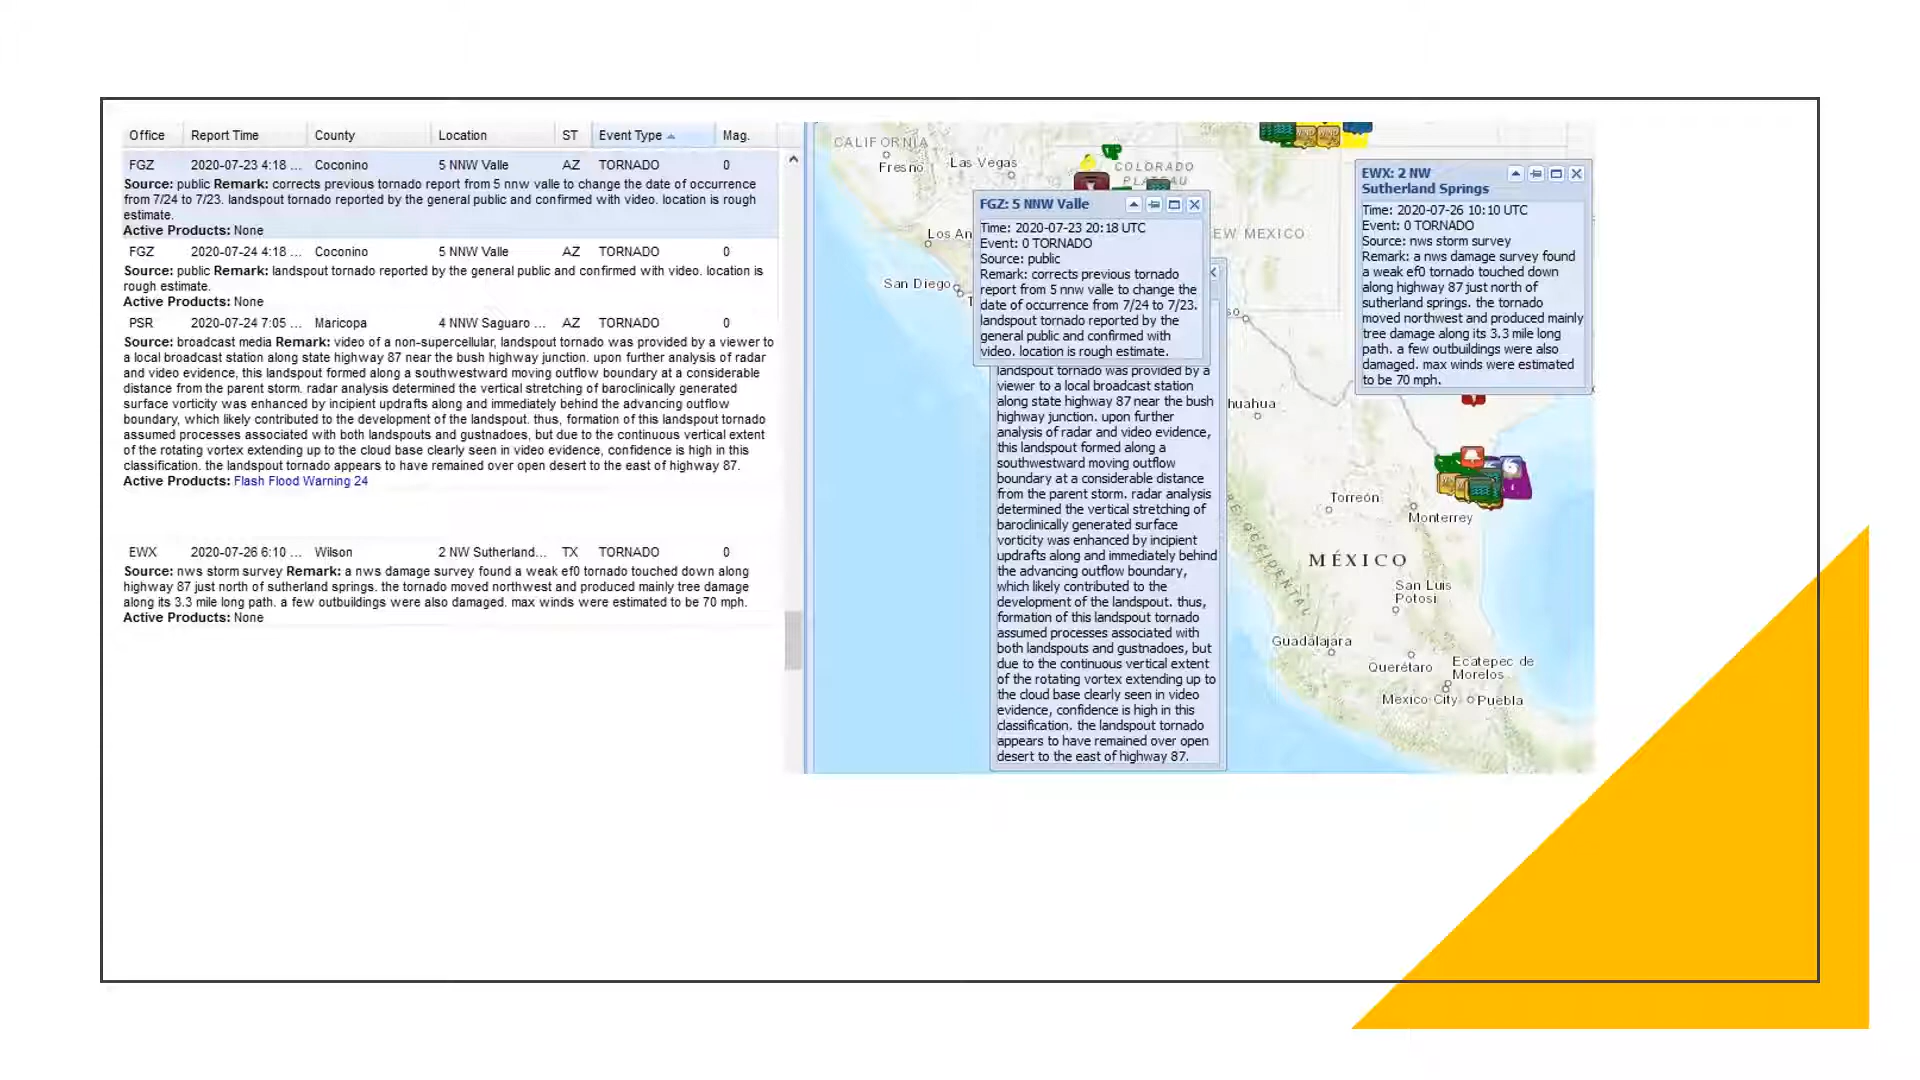 Office Report Time County Location ST Event Type Mag.
FGZ 2020-07-23 4:18 ... Coconino 5 NNW Valle AZ TORNADO 0
Source: public Remark: corrects previous tornado report from 5 nnw valle to change the date of occurrence
from 7/24 to 7/23. landspout tornado reported by the general public and confirmed with video. location is rough
estimate.
Active Products: None
FGZ 2020-07-24 4:18 ... Coconino 5 NNW Valle AZ TORNADO 0
Source: public Remark: landspout tornado reported by the general public and confirmed with video. location is
rough estimate.
Active Products: None
PSR 2020-07-24 7:05 ... Maricopa 4 NNW Saguaro ... AZ TORNADO 0
Source: broadcast media Remark: video of a non-supercellular, landspout tornado was provided by a viewer to
a local broadcast station along state highway 87 near the bush highway junction. upon further analysis of radar
and video evidence, this landspout formed along a southwestward moving outflow boundary at a considerable
distance from the parent storm. radar analysis determined the vertical stretching of baroclinically generated
surface vorticity was enhanced by incipient updrafts along and immediately behind the advancing outflow
boundary, which likely contributed to the development of the landspout. thus, formation of this landspout tornado
assumed processes associated with both landspouts and gustnadoes, but due to the continuous vertical extent
of the rotating vortex extending up to the cloud base clearly seen in video evidence, confidence is high in this
classification. the landspout tornado appears to have remained over open desert to the east of highway 87.
Active Products: Flash Flood Warning 24
EWX 2020-07-26 6:10 ... Wilson 2 NW Sutherland... TX TORNADO 0
Source: nws storm survey Remark: a nws damage survey found a weak ef0 tornado touched down along
highway 87 just north of sutherland springs. the tornado moved northwest and produced mainly tree damage
along its 3.3 mile long path. a few outbuildings were also damaged. max winds were estimated to be 70 mph.
Active Products: None
CALIFORNIA
Fresno
Las Vegas
COLORADO
PLATEAU
Los An
EW MEXICO
San Diego
FGZ: 5 NNW Valle
Time: 2020-07-23 20:18 UTC
Event: 0 TORNADO
Source: public
Remark: corrects previous tornado
report from 5 nnw valle to change the
date of occurrence from 7/24 to 7/23.
landspout tornado reported by the
general public and confirmed with
video. location is rough estimate.
landspout tornado was provided by a
viewer to a local broadcast station
along state highway 87 near the bush
highway junction. upon further
analysis of radar and video evidence,
this landspout formed along a
southwestward moving outflow
boundary at a considerable distance
from the parent storm. radar analysis
determined the vertical stretching of
baroclinically generated surface
vorticity was enhanced by incipient
updrafts along and immediately behind
the advancing outflow boundary,
which likely contributed to the
development of the landspout. thus,
formation of this landspout tornado
assumed processes associated with
both landspouts and gustnadoes, but
due to the continuous vertical extent
of the rotating vortex extending up to
the cloud base clearly seen in video
evidence, confidence is high in this
classification. the landspout tornado
appears to have remained over open
desert to the east of highway 87.
EWX: 2 NW
Sutherland Springs
Time: 2020-07-26 10:10 UTC
Event: 0 TORNADO
Source: nws storm survey
Remark: a nws damage survey found
a weak ef0 tornado touched down
along highway 87 just north of
sutherland springs. the tornado
moved northwest and produced mainly
tree damage along its 3.3 mile long
path. a few outbuildings were also
damaged. max winds were estimated
to be 70 mph.
so
huahua
Torreón
Monterrey
MÉXICO
San Luis
Potosí
Guadalajara
Querétaro
Ecatepec de
Morelos
Mexico City
Puebla